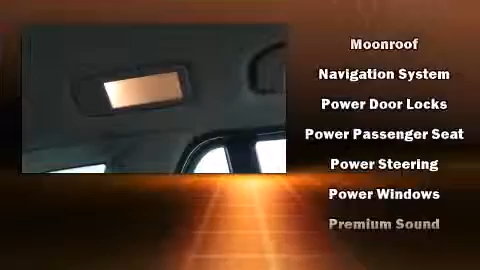 Moonroof
Navigation System
Power Door Locks
Power Passenger Seat
Power Steering
Power Windows
Premium Sound